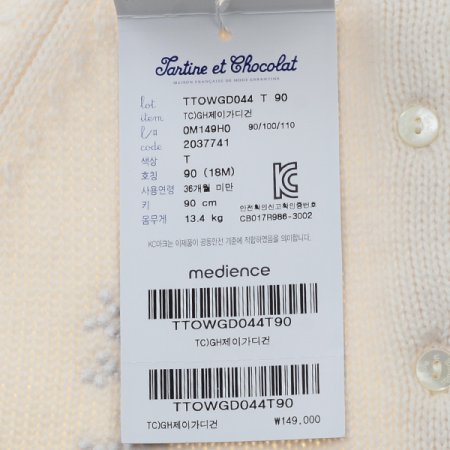 Tartine et Chocolat
MAISON FRANÇAISE DE MODE ENFANTINE
lot TTOWGD044 T 90
item TC)GH제이가디건
l/# 0M149H0 90/100/110
code 2037741
색상 T
호칭 90 (18M)
사용연령 36개월 미만
키 90 cm
몸무게 13.4 kg
안전확인신고확인증번호
CB017R986-3002
KC마크는 이제품이 공통안전 기준에 적합하였음을 의미합니다.
medience
TTOWGD044T90
TC)GH제이가디건
TTOWGD044T90
TC)GH제이가디건 ₩149,000